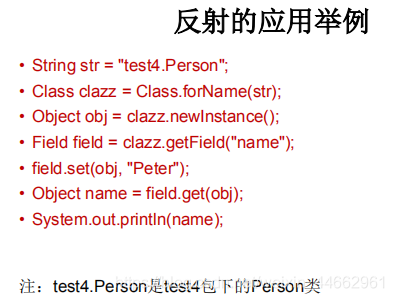 反射的应用举例
• String str = "test4.Person";
• Class clazz = Class.forName(str);
• Object obj = clazz.newInstance();
• Field field = clazz.getField("name");
• field.set(obj, "Peter");
• Object name = field.get(obj);
• System.out.println(name);
注：test4.Person是test4包下的Person类